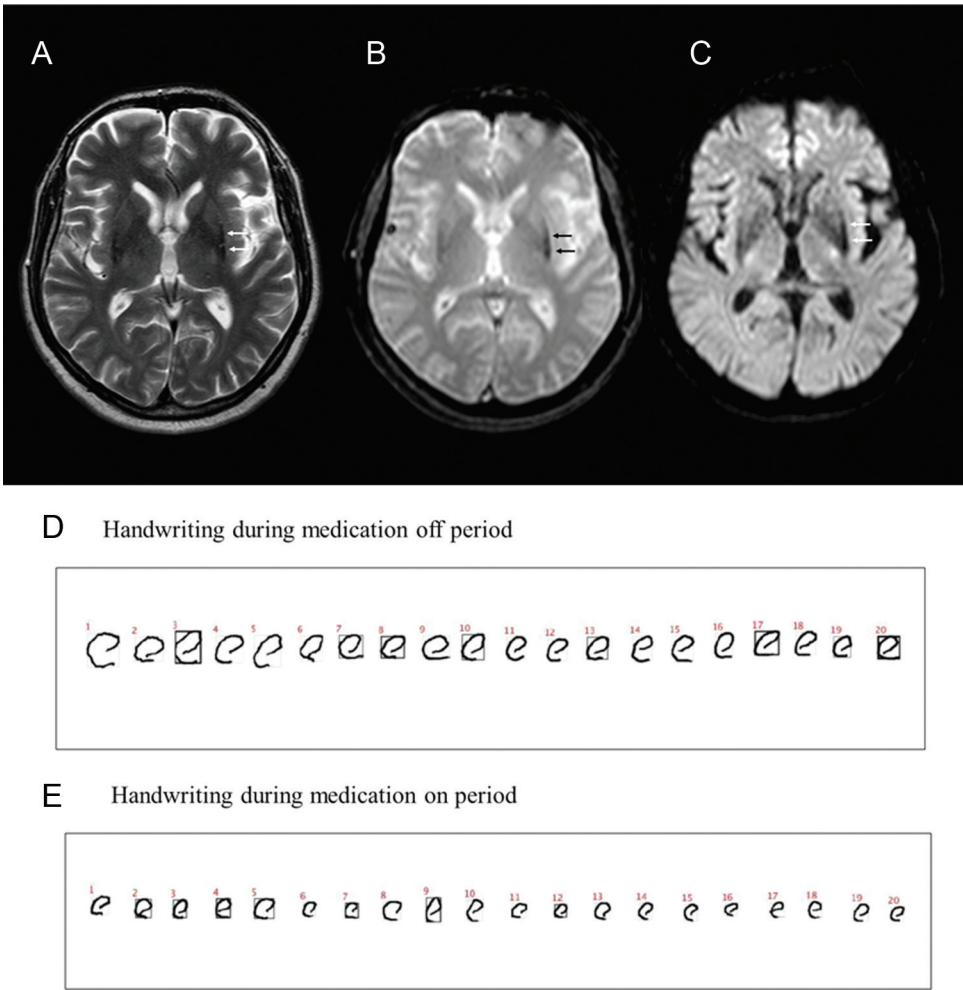 A B C
D Handwriting during medication off period
1 2 3 4 5 6 7 8 9 10 11 12 13 14 15 16 17 18 19 20
e e e e e e e e e e e e e e e e e e e e
E Handwriting during medication on period
1 2 3 4 5 6 7 8 9 10 11 12 13 14 15 16 17 18 19 20
e e e e e e e e e e e e e e e e e e e e